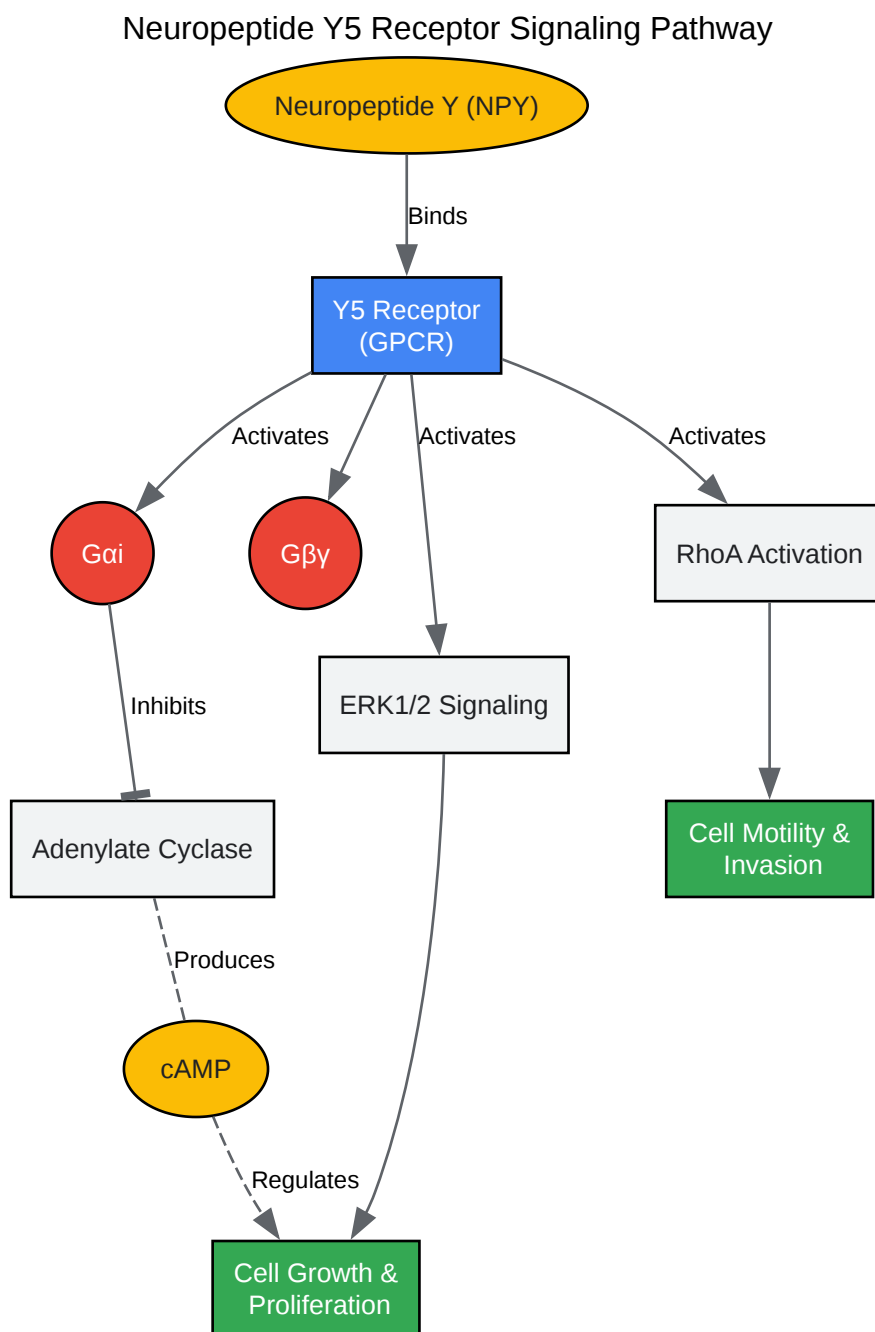 Neuropeptide Y5 Receptor Signaling Pathway
Neuropeptide Y (NPY)
Binds
Y5 Receptor
(GPCR)
Activates
Activates
Activates
Gαi
Gβγ
RhoA Activation
Inhibits
ERK1/2 Signaling
Adenylate Cyclase
Cell Motility &
Invasion
Produces
cAMP
Regulates
Cell Growth &
Proliferation